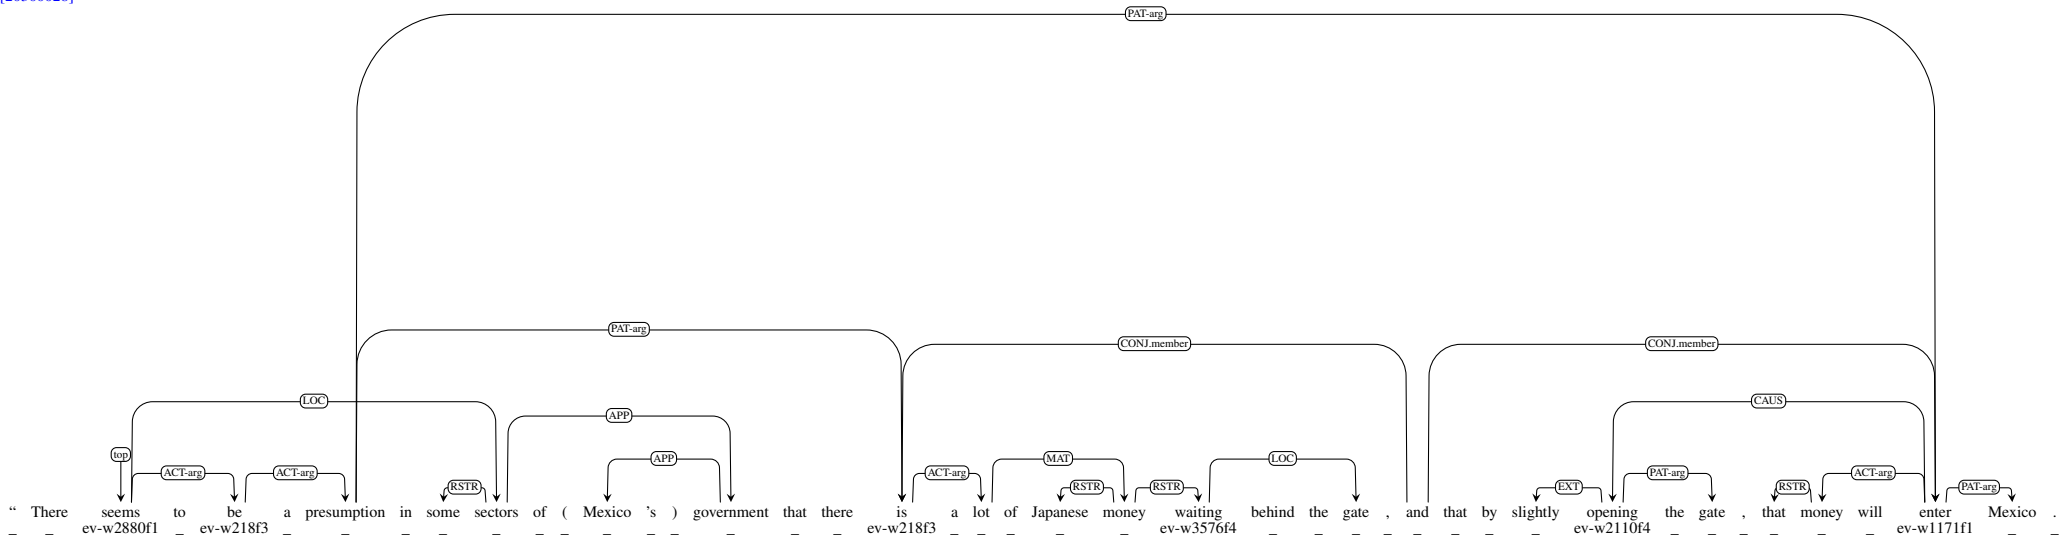 PAT-arg
PAT-arg
CONJ.member CONJ.member
LOC CAUS
APP
top APP MAT LOC
ACT-arg ACT-arg ACT-arg PAT-arg ACT-arg
RSTR RSTR RSTR EXT RSTR PAT-arg
“ There seems to be a presumption in some sectors of ( Mexico 's ) government that there is a lot of Japanese money waiting behind the gate , and that by slightly opening the gate , that money will enter Mexico .
_ _ ev-w2880f1 _ ev-w218f3 _ _ _ _ _ _ _ _ _ _ _ _ _ ev-w218f3 _ _ _ _ _ ev-w3576f4 _ _ _ _ _ _ _ _ ev-w2110f4 _ _ _ _ _ _ ev-w1171f1 _ _